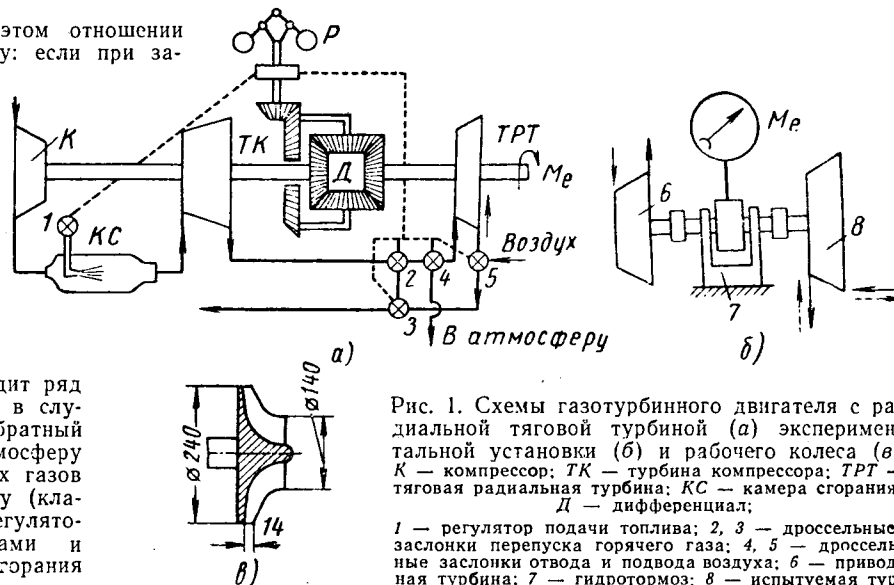 этом отношении
у: если при за-
P
К
ТК
Д
ТРТ
Me
1
КС
Воздух
2
4
5
3
В атмосферу
а)
Me
6
8
7
б)
дит ряд
в слу-
братный
мосферу
х газов
у (кла-
егулято-
ами и
сгорания
ø240
ø140
14
в)
Рис. 1. Схемы газотурбинного двигателя с ра-
диальной тяговой турбиной (а) эксперимен-
тальной установки (б) и рабочего колеса (в
К — компрессор; ТК — турбина компрессора; ТРТ —
тяговая радиальная турбина; КС — камера сгорания
Д — дифференциал;
1 — регулятор подачи топлива; 2, 3 — дроссельные
заслонки перепуска горячего газа; 4, 5 — дроссель
ные заслонки отвода и подвода воздуха; 6 — привод
ная турбина; 7 — гидротормоз; 8 — испытуемая тур